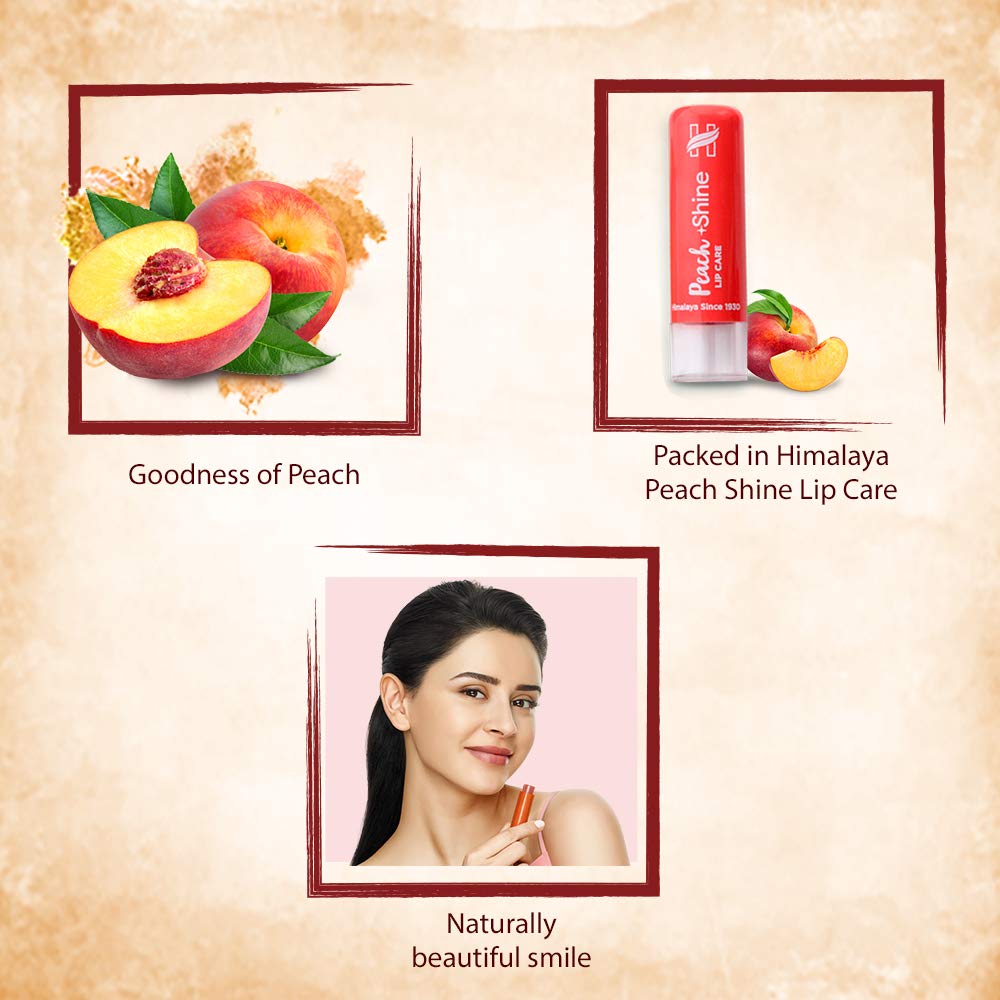 Peach +Shine
LIP CARE
Himalaya Since 1930
Goodness of Peach
Packed in Himalaya
Peach Shine Lip Care
Naturally
beautiful smile